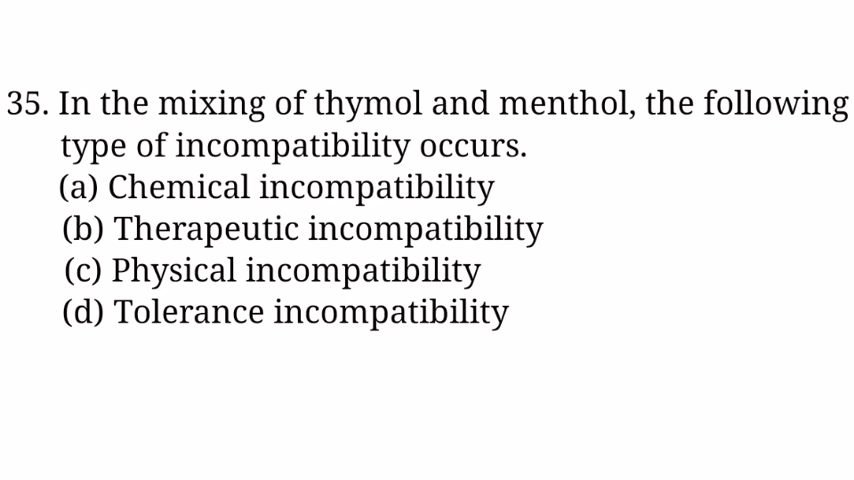 35. In the mixing of thymol and menthol, the following
type of incompatibility occurs.
(a) Chemical incompatibility
(b) Therapeutic incompatibility
(c) Physical incompatibility
(d) Tolerance incompatibility